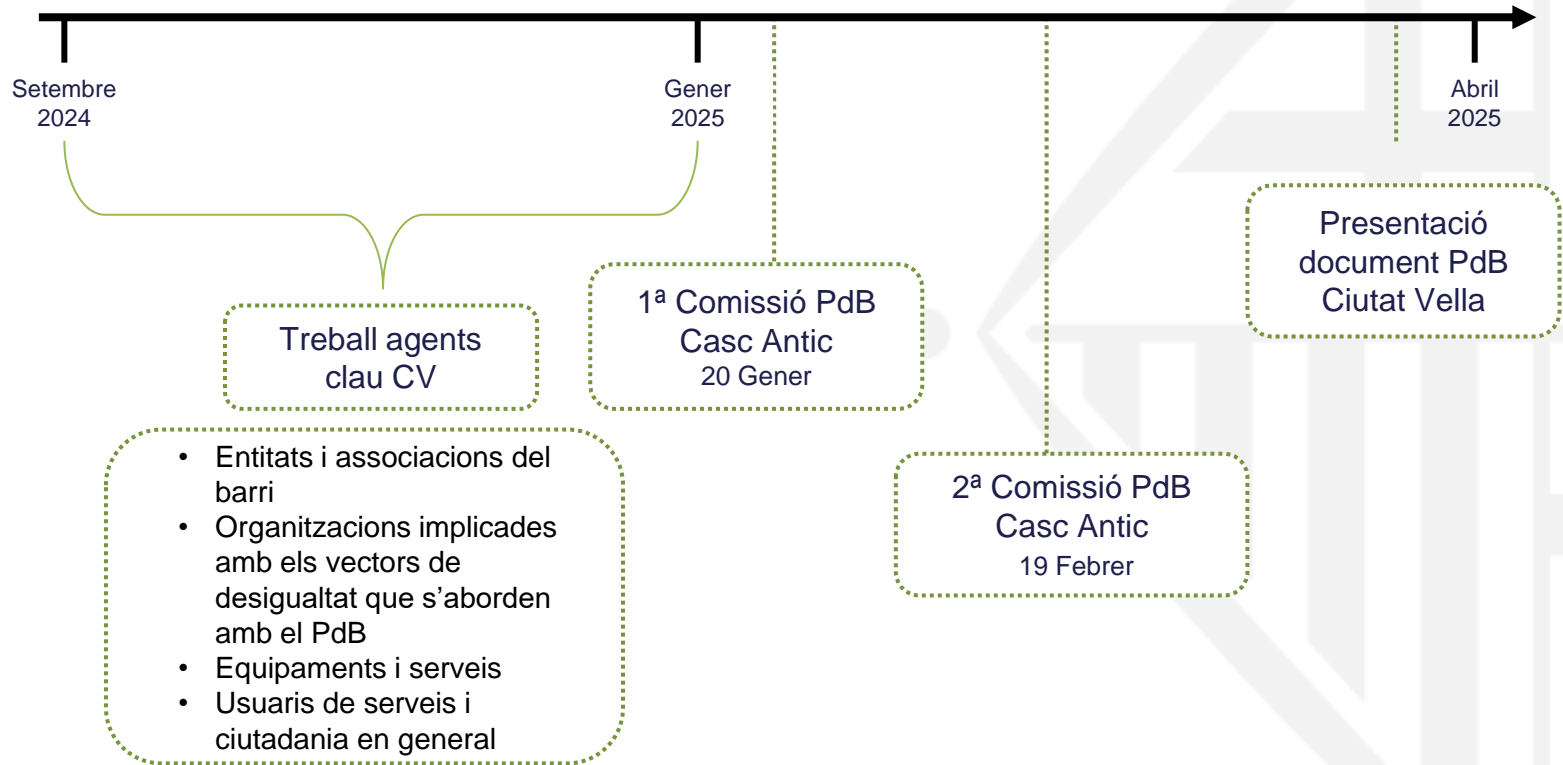 Setembre
2024
Gener
2025
Abril
2025
Treball agents
clau CV
• Entitats i associacions del
barri
• Organitzacions implicades
amb els vectors de
desigualtat que s’aborden
amb el PdB
• Equipaments i serveis
• Usuaris de serveis i
ciutadania en general
1ª Comissió PdB
Casc Antic
20 Gener
2ª Comissió PdB
Casc Antic
19 Febrer
Presentació
document PdB
Ciutat Vella